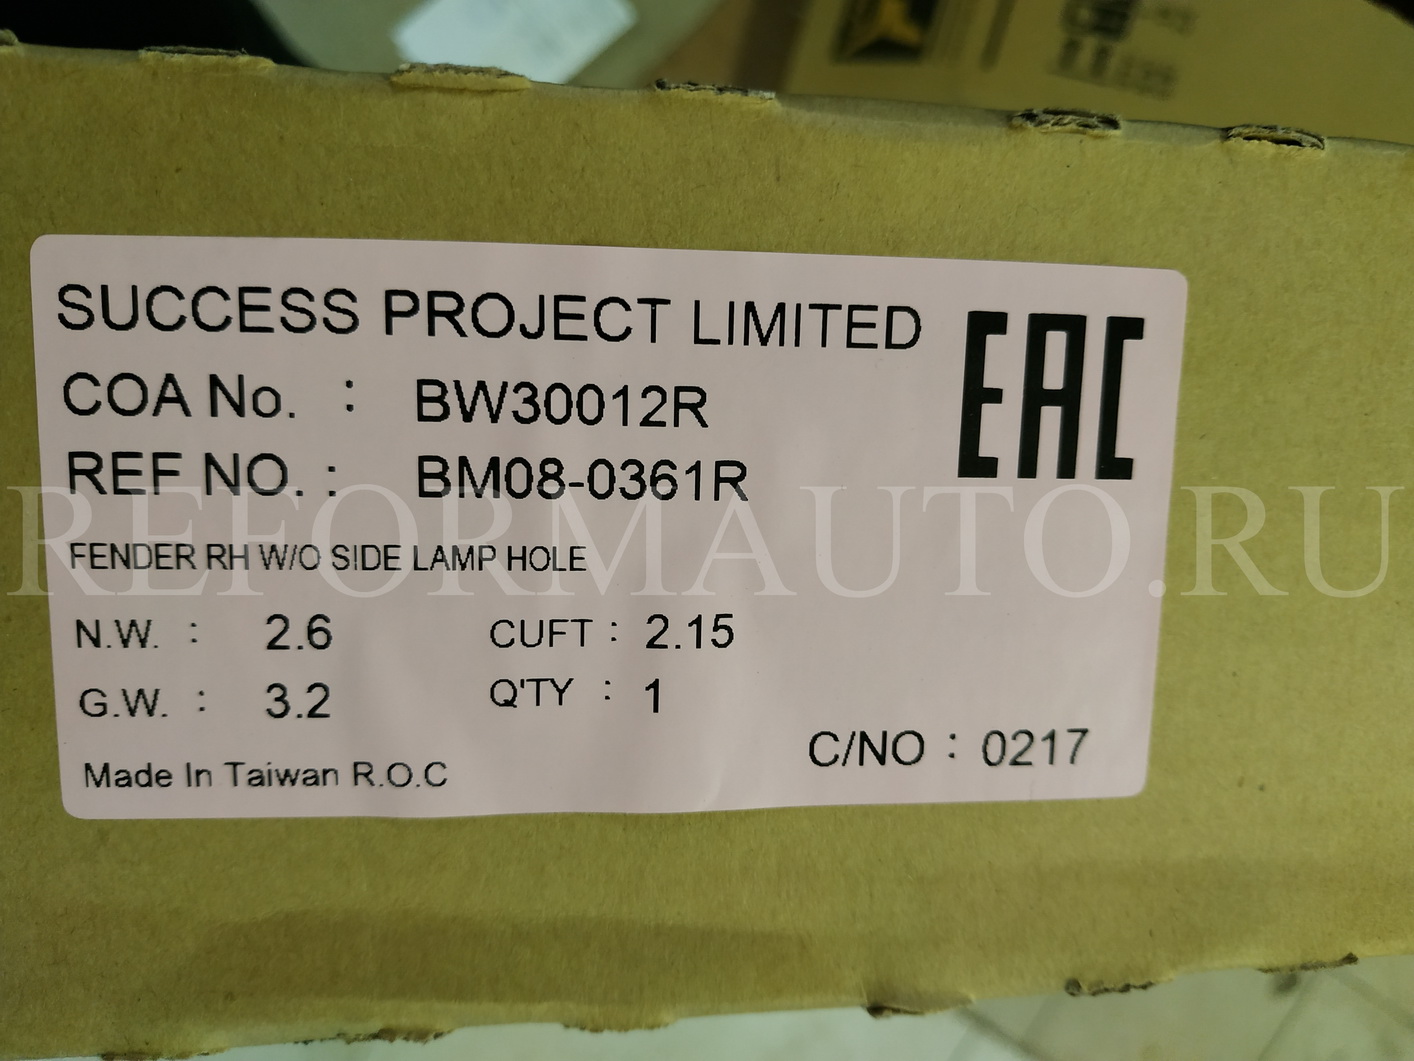 SUCCESS PROJECT LIMITED
EAC
COA No. : BW30012R
REF NO. : BM08-0361R
REFORMAUTO.RU
FENDER RH W/O SIDE LAMP HOLE
N.W. : 2.6 CUFT : 2.15
G.W. : 3.2 Q'TY : 1
C/NO : 0217
Made In Taiwan R.O.C